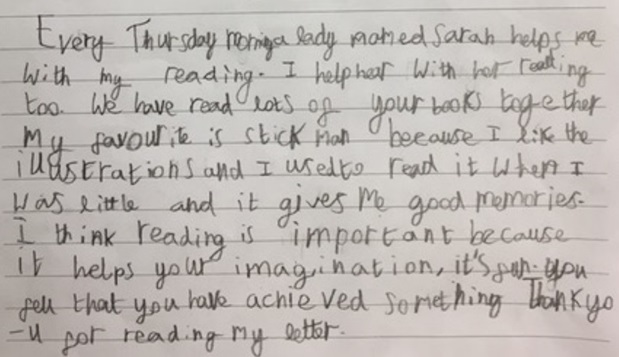 Every Thursday morniga lady named Sarah helps me
with my reading. I help her with her reading
too. We have read lots of your books together
My favourite is stick man because I like the
illustrations and I used to read it when I
was little and it gives me good memories.
I think reading is important because
it helps your imagination, it's fun. you
feel that you have achieved something Thank yo
-u for reading my letter.